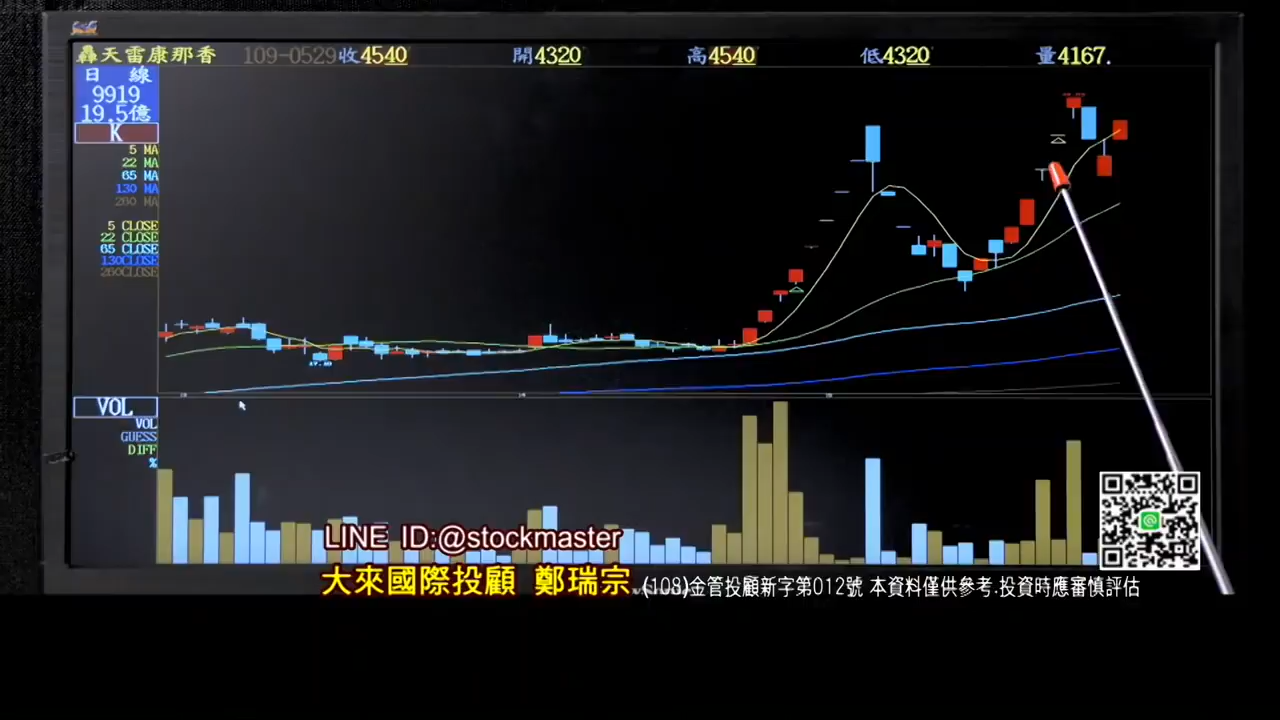 轟天雷康那香 109-0529收4540 開4320 高4540 低4320 量4167.
日 線
9919
19.5億
K
5 MA
22 MA
65 MA
130 MA
260 MA
5 CLOSE
22 CLOSE
65 CLOSE
130CLOSE
260CLOSE
VOL
VOL
GUESS
DIFF
%
LINE ID:@stockmaster
大來國際投顧 鄭瑞宗
(108)金管投顧新字第012號 本資料僅供參考.投資時應審慎評估